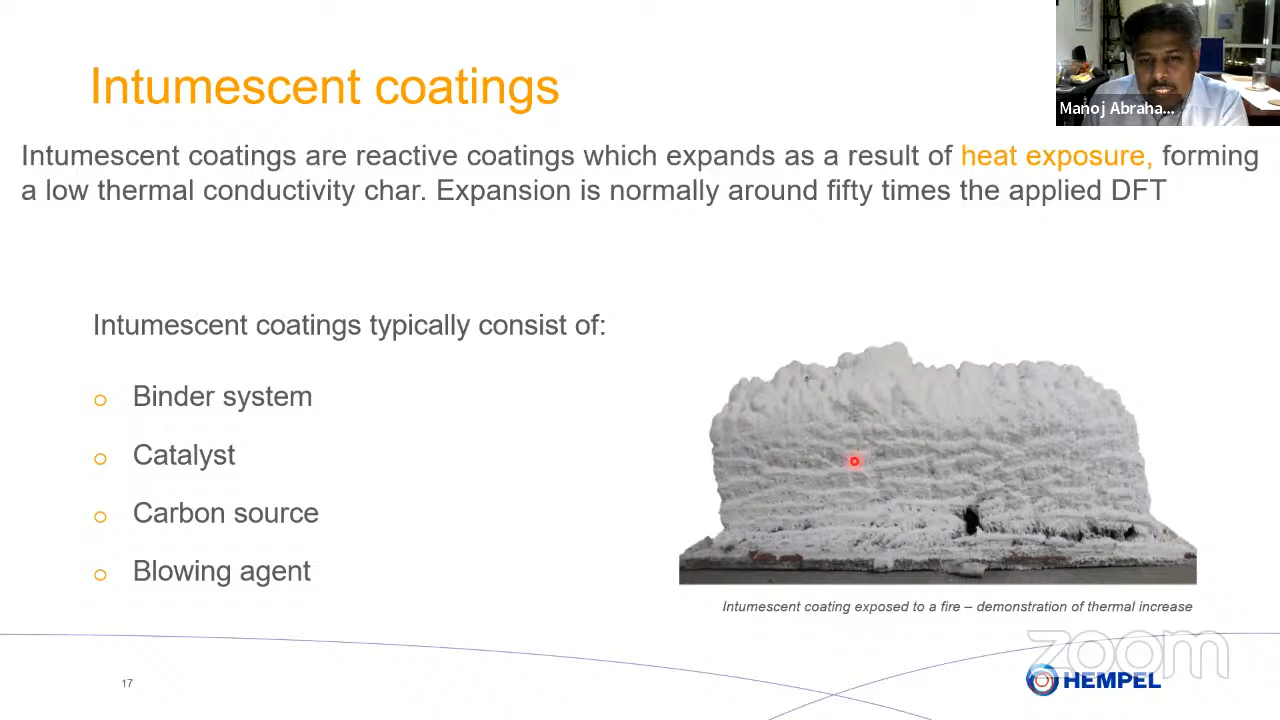 Intumescent coatings
Manoj Abraha...
Intumescent coatings are reactive coatings which expands as a result of heat exposure, forming
a low thermal conductivity char. Expansion is normally around fifty times the applied DFT
Intumescent coatings typically consist of:
Binder system
Catalyst
Carbon source
Blowing agent
Intumescent coating exposed to a fire – demonstration of thermal increase
zoom
17
HEMPEL